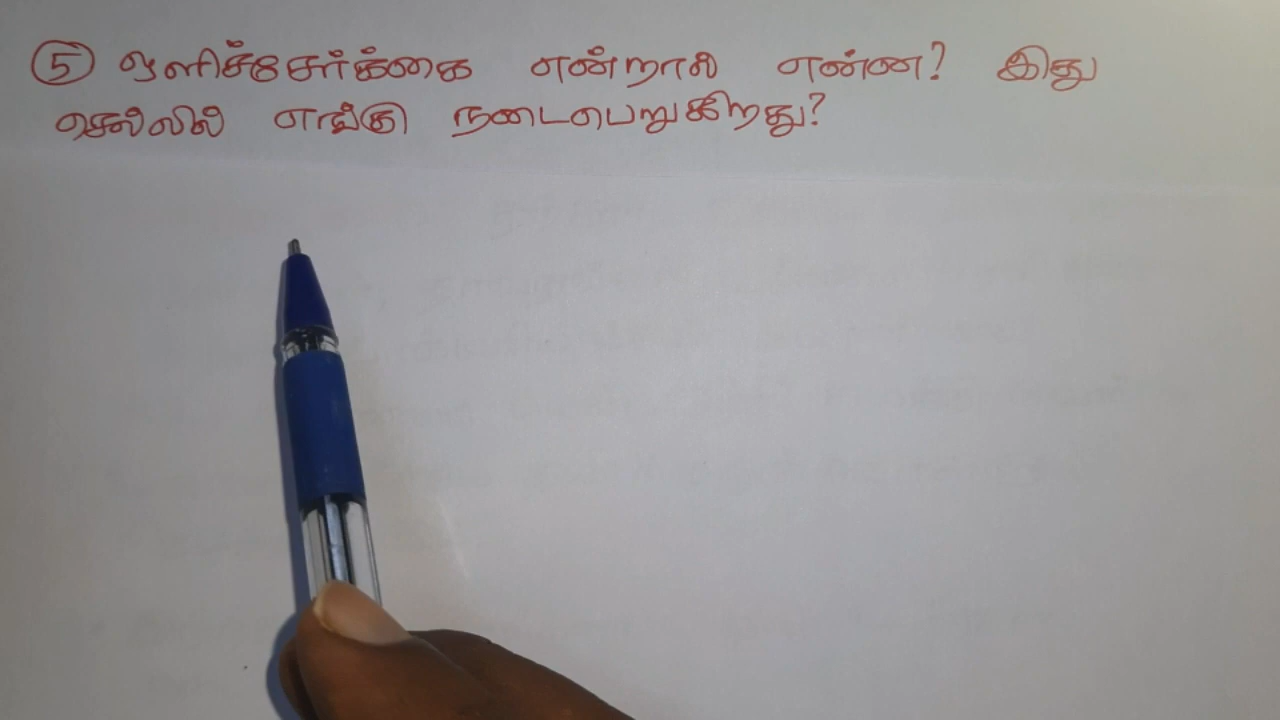 ⑤ ஒளிச்சேர்க்கை என்றால் என்ன? இது
செல்லில் எங்கு நடைபெறுகிறது?